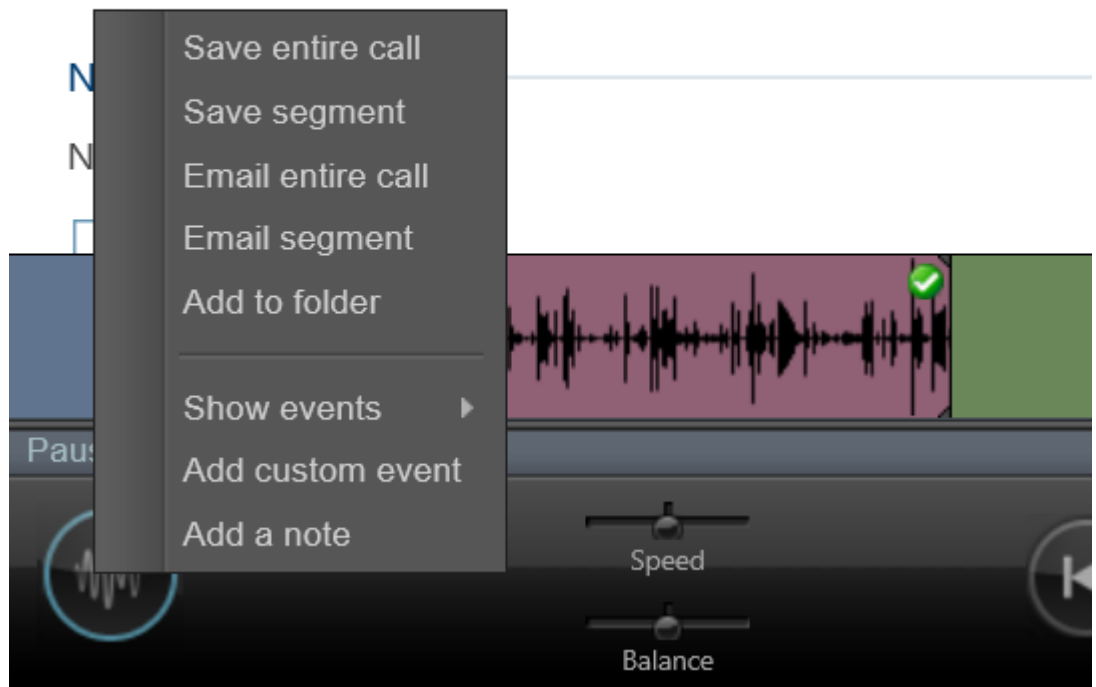 Save entire call
Save segment
Email entire call
Email segment
Add to folder
Show events
Add custom event
Add a note
Speed
Balance